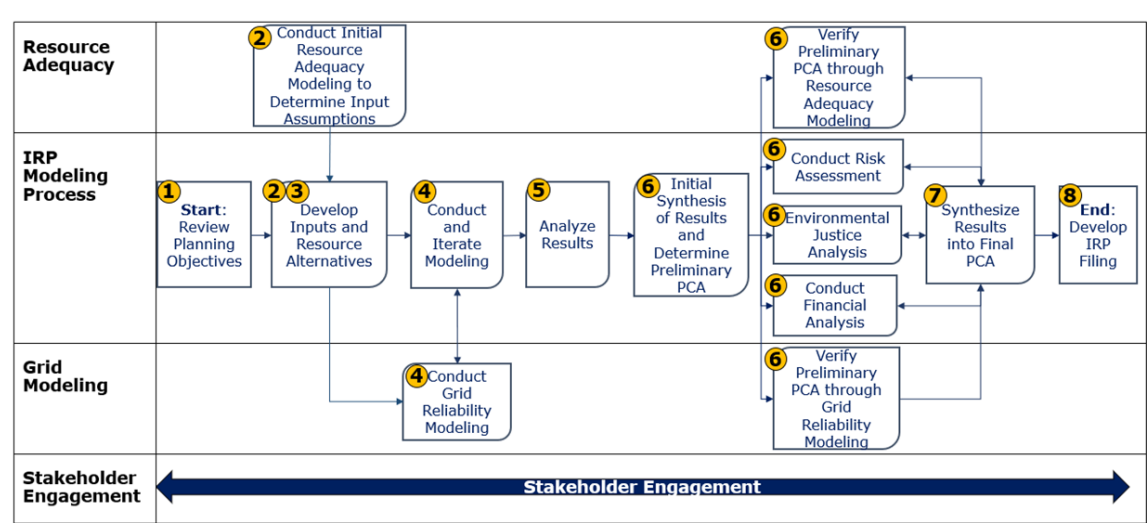 Resource
Adequacy
2
Conduct Initial
Resource
Adequacy
Modeling to
Determine Input
Assumptions
6
Verify
Preliminary
PCA through
Resource
Adequacy
Modeling
IRP
Modeling
Process
1
Start:
Review
Planning
Objectives
2 3
Develop
Inputs and
Resource
Alternatives
4
Conduct
and
Iterate
Modeling
5
Analyze
Results
6
Initial
Synthesis
of Results
and
Determine
Preliminary
PCA
6
Conduct Risk
Assessment
6
Environmental
Justice
Analysis
6
Conduct
Financial
Analysis
7
Synthesize
Results
into Final
PCA
8
End:
Develop
IRP
Filing
Grid
Modeling
4
Conduct
Grid
Reliability
Modeling
6
Verify
Preliminary
PCA through
Grid
Reliability
Modeling
Stakeholder
Engagement
Stakeholder Engagement